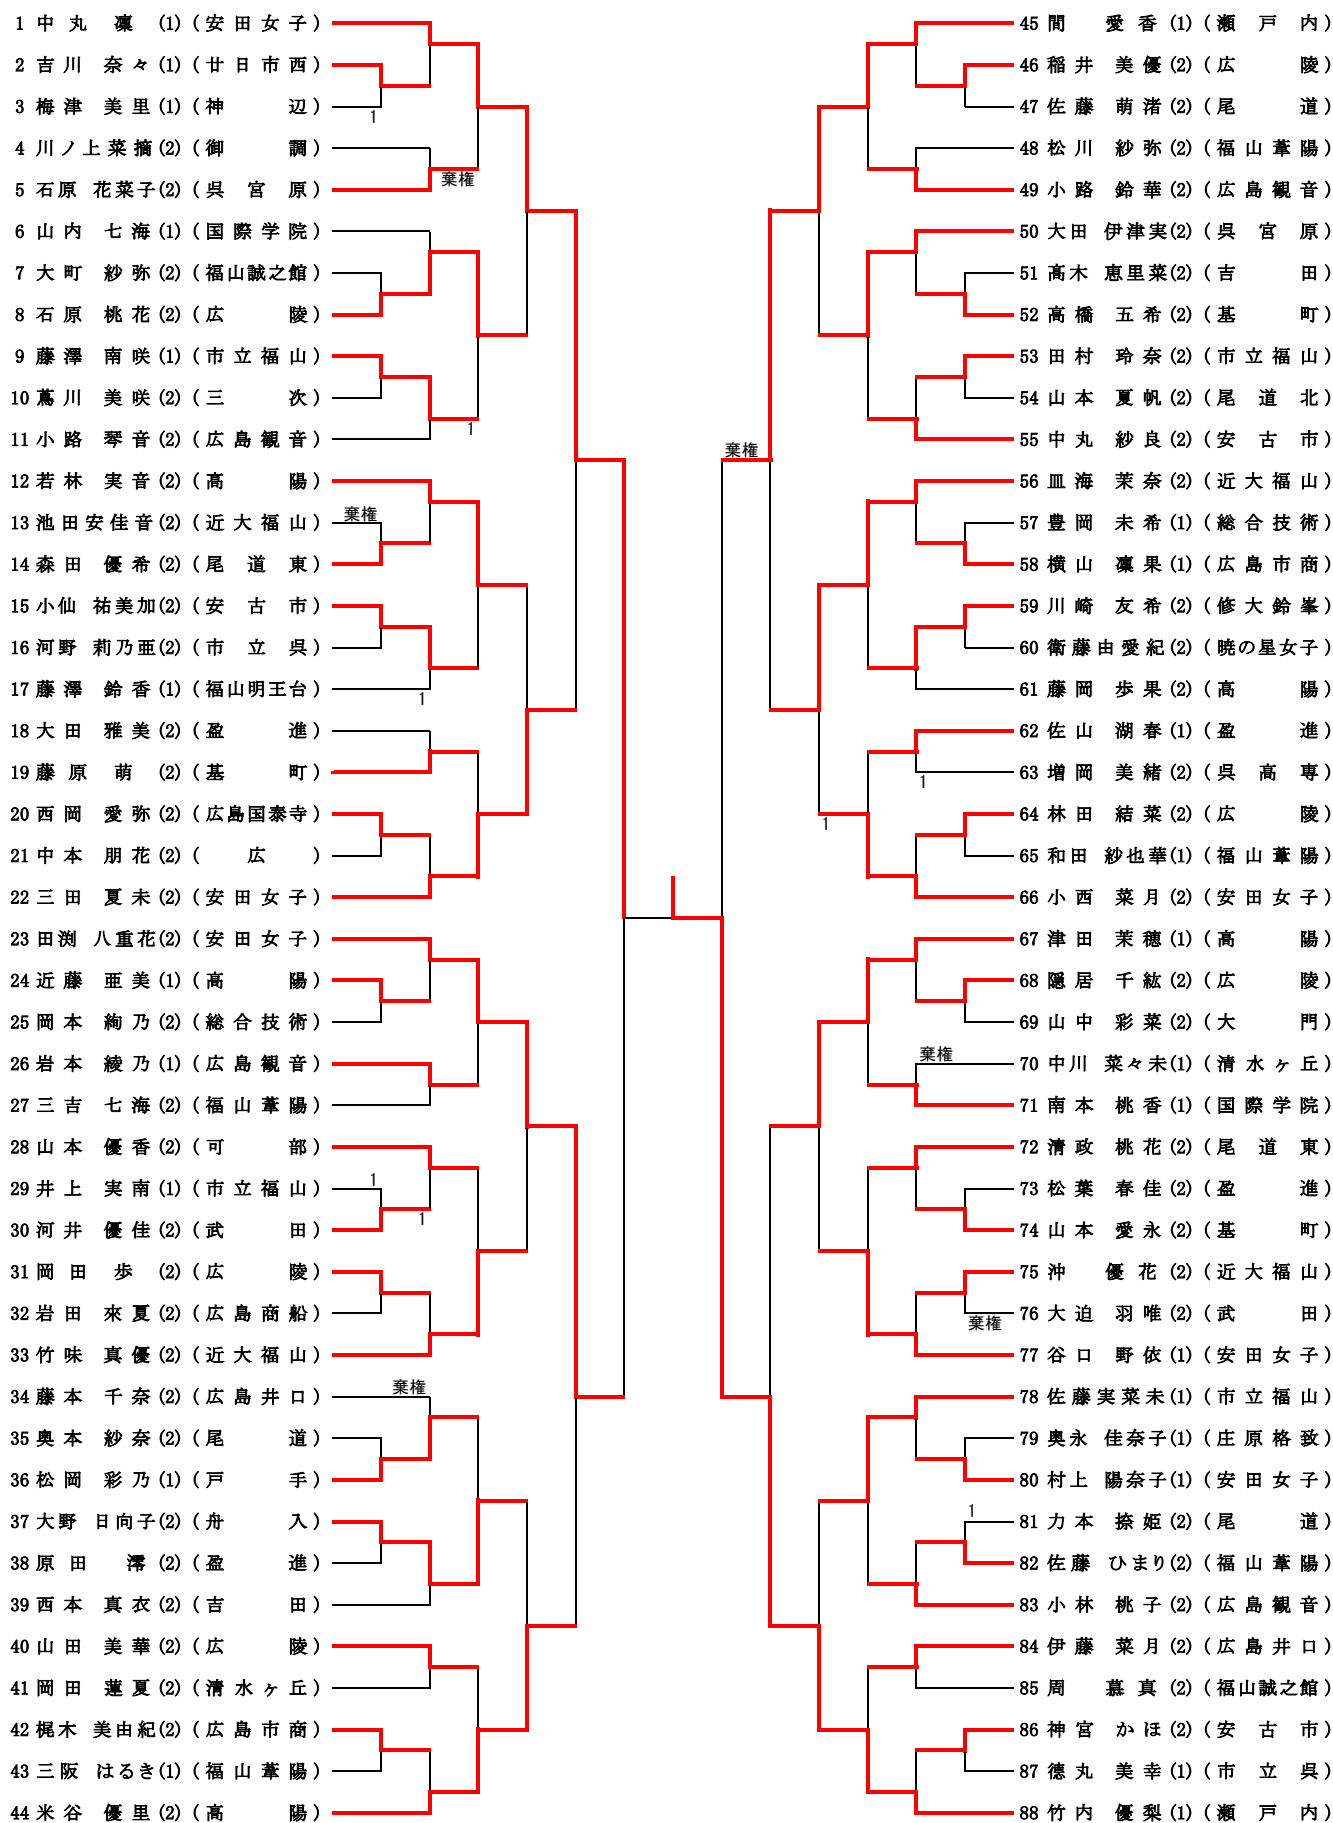 1 中丸 凛 (1) (安田女子)
2 吉川 奈々 (1) (廿日市西)
3 梅津 美里 (1) (神辺)
1
4 川ノ上菜摘 (2) (御調)
棄権
5 石原 花菜子 (2) (呉宮原)
6 山内 七海 (1) (国際学院)
7 大町 紗弥 (2) (福山誠之館)
8 石原 桃花 (2) (広陵)
9 藤澤 南咲 (1) (市立福山)
10 蔦川 美咲 (2) (三次)
1
11 小路 琴音 (2) (広島観音)
12 若林 実音 (2) (高陽)
棄権
13 池田安佳音 (2) (近大福山)
14 森田 優希 (2) (尾道東)
15 小仙 祐美加 (2) (安古市)
16 河野 莉乃亜 (2) (市立呉)
17 藤澤 鈴香 (1) (福山明王台)
1
18 大田 雅美 (2) (盈進)
19 藤原 萌 (2) (基町)
20 西岡 愛弥 (2) (広島国泰寺)
21 中本 朋花 (2) (広)
22 三田 夏未 (2) (安田女子)
23 田渕 八重花 (2) (安田女子)
24 近藤 亜美 (1) (高陽)
25 岡本 絢乃 (2) (総合技術)
26 岩本 綾乃 (1) (広島観音)
27 三吉 七海 (2) (福山葦陽)
28 山本 優香 (2) (可部)
1
29 井上 実南 (1) (市立福山)
1
30 河井 優佳 (2) (武田)
31 岡田 歩 (2) (広陵)
32 岩田 來夏 (2) (広島商船)
33 竹味 真優 (2) (近大福山)
棄権
34 藤本 千奈 (2) (広島井口)
35 奥本 紗奈 (2) (尾道)
36 松岡 彩乃 (1) (戸手)
37 大野 日向子 (2) (舟入)
38 原田 澪 (2) (盈進)
39 西本 真衣 (2) (吉田)
40 山田 美華 (2) (広陵)
41 岡田 蓮夏 (2) (清水ヶ丘)
42 梶木 美由紀 (2) (広島市商)
43 三阪 はるき (1) (福山葦陽)
44 米谷 優里 (2) (高陽)
45 間 愛香 (1) (瀬戸内)
46 稲井 美優 (2) (広陵)
47 佐藤 萌渚 (2) (尾道)
48 松川 紗弥 (2) (福山葦陽)
49 小路 鈴華 (2) (広島観音)
50 大田 伊津実 (2) (呉宮原)
51 高木 恵里菜 (2) (吉田)
52 高橋 五希 (2) (基町)
53 田村 玲奈 (2) (市立福山)
54 山本 夏帆 (2) (尾道北)
55 中丸 紗良 (2) (安古市)
棄権
56 皿海 茉奈 (2) (近大福山)
57 豊岡 未希 (1) (総合技術)
58 横山 凜果 (1) (広島市商)
59 川崎 友希 (2) (修大鈴峯)
60 衛藤由愛紀 (2) (暁の星女子)
61 藤岡 歩果 (2) (高陽)
62 佐山 湖春 (1) (盈進)
63 増岡 美緒 (2) (呉高専)
1
64 林田 結菜 (2) (広陵)
1
65 和田 紗也華 (1) (福山葦陽)
66 小西 菜月 (2) (安田女子)
67 津田 茉穂 (1) (高陽)
68 隠居 千紘 (2) (広陵)
69 山中 彩菜 (2) (大門)
棄権
70 中川 菜々未 (1) (清水ヶ丘)
71 南本 桃香 (1) (国際学院)
72 清政 桃花 (2) (尾道東)
73 松葉 春佳 (2) (盈進)
74 山本 愛永 (2) (基町)
75 沖 優花 (2) (近大福山)
76 大迫 羽唯 (2) (武田)
棄権
77 谷口 野依 (1) (安田女子)
78 佐藤実菜未 (1) (市立福山)
79 奥永 佳奈子 (1) (庄原格致)
80 村上 陽奈子 (1) (安田女子)
1
81 力本 捺姫 (2) (尾道)
82 佐藤 ひまり (2) (福山葦陽)
83 小林 桃子 (2) (広島観音)
84 伊藤 菜月 (2) (広島井口)
85 周 慕真 (2) (福山誠之館)
86 神宮 かほ (2) (安古市)
87 德丸 美幸 (1) (市立呉)
88 竹内 優梨 (1) (瀬戸内)